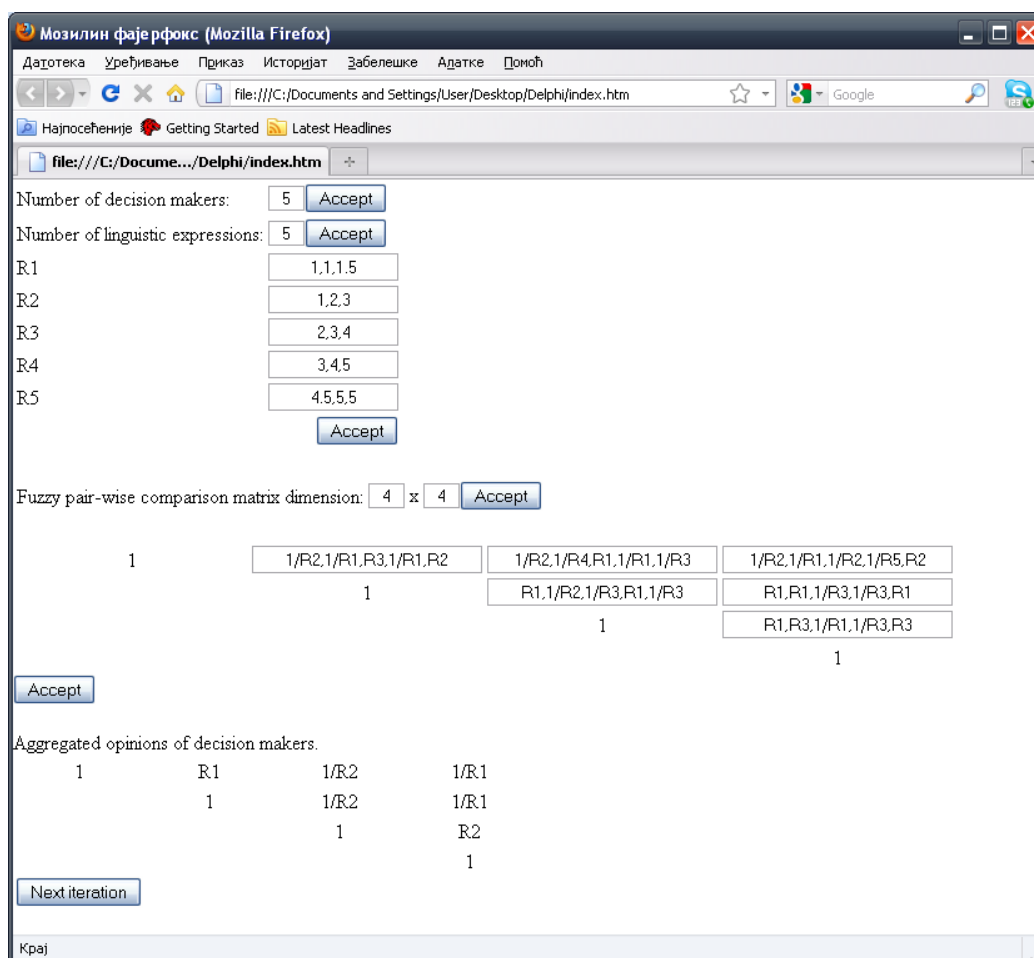 Мозилин фајерфокс (Mozilla Firefox)
Датотека Уређивање Приказ Историјат Забелешке Алатке Помоћ
file:///C:/Documents and Settings/User/Desktop/Delphi/index.htm Google
Најпосећеније Getting Started Latest Headlines
file:///C:/Docume.../Delphi/index.htm
Number of decision makers: 5 Accept
Number of linguistic expressions: 5 Accept
R1 1,1,1.5
R2 1,2,3
R3 2,3,4
R4 3,4,5
R5 4.5,5,5
Accept
Fuzzy pair-wise comparison matrix dimension: 4 x 4 Accept
1 1/R2,1/R1,R3,1/R1,R2 1/R2,1/R4,R1,1/R1,1/R3 1/R2,1/R1,1/R2,1/R5,R2
1 R1,1/R2,1/R3,R1,1/R3 R1,R1,1/R3,1/R3,R1
1 R1,R3,1/R1,1/R3,R3
1
Accept
Aggregated opinions of decision makers.
1 R1 1/R2 1/R1
1 1/R2 1/R1
1 R2
1
Next iteration
Крај